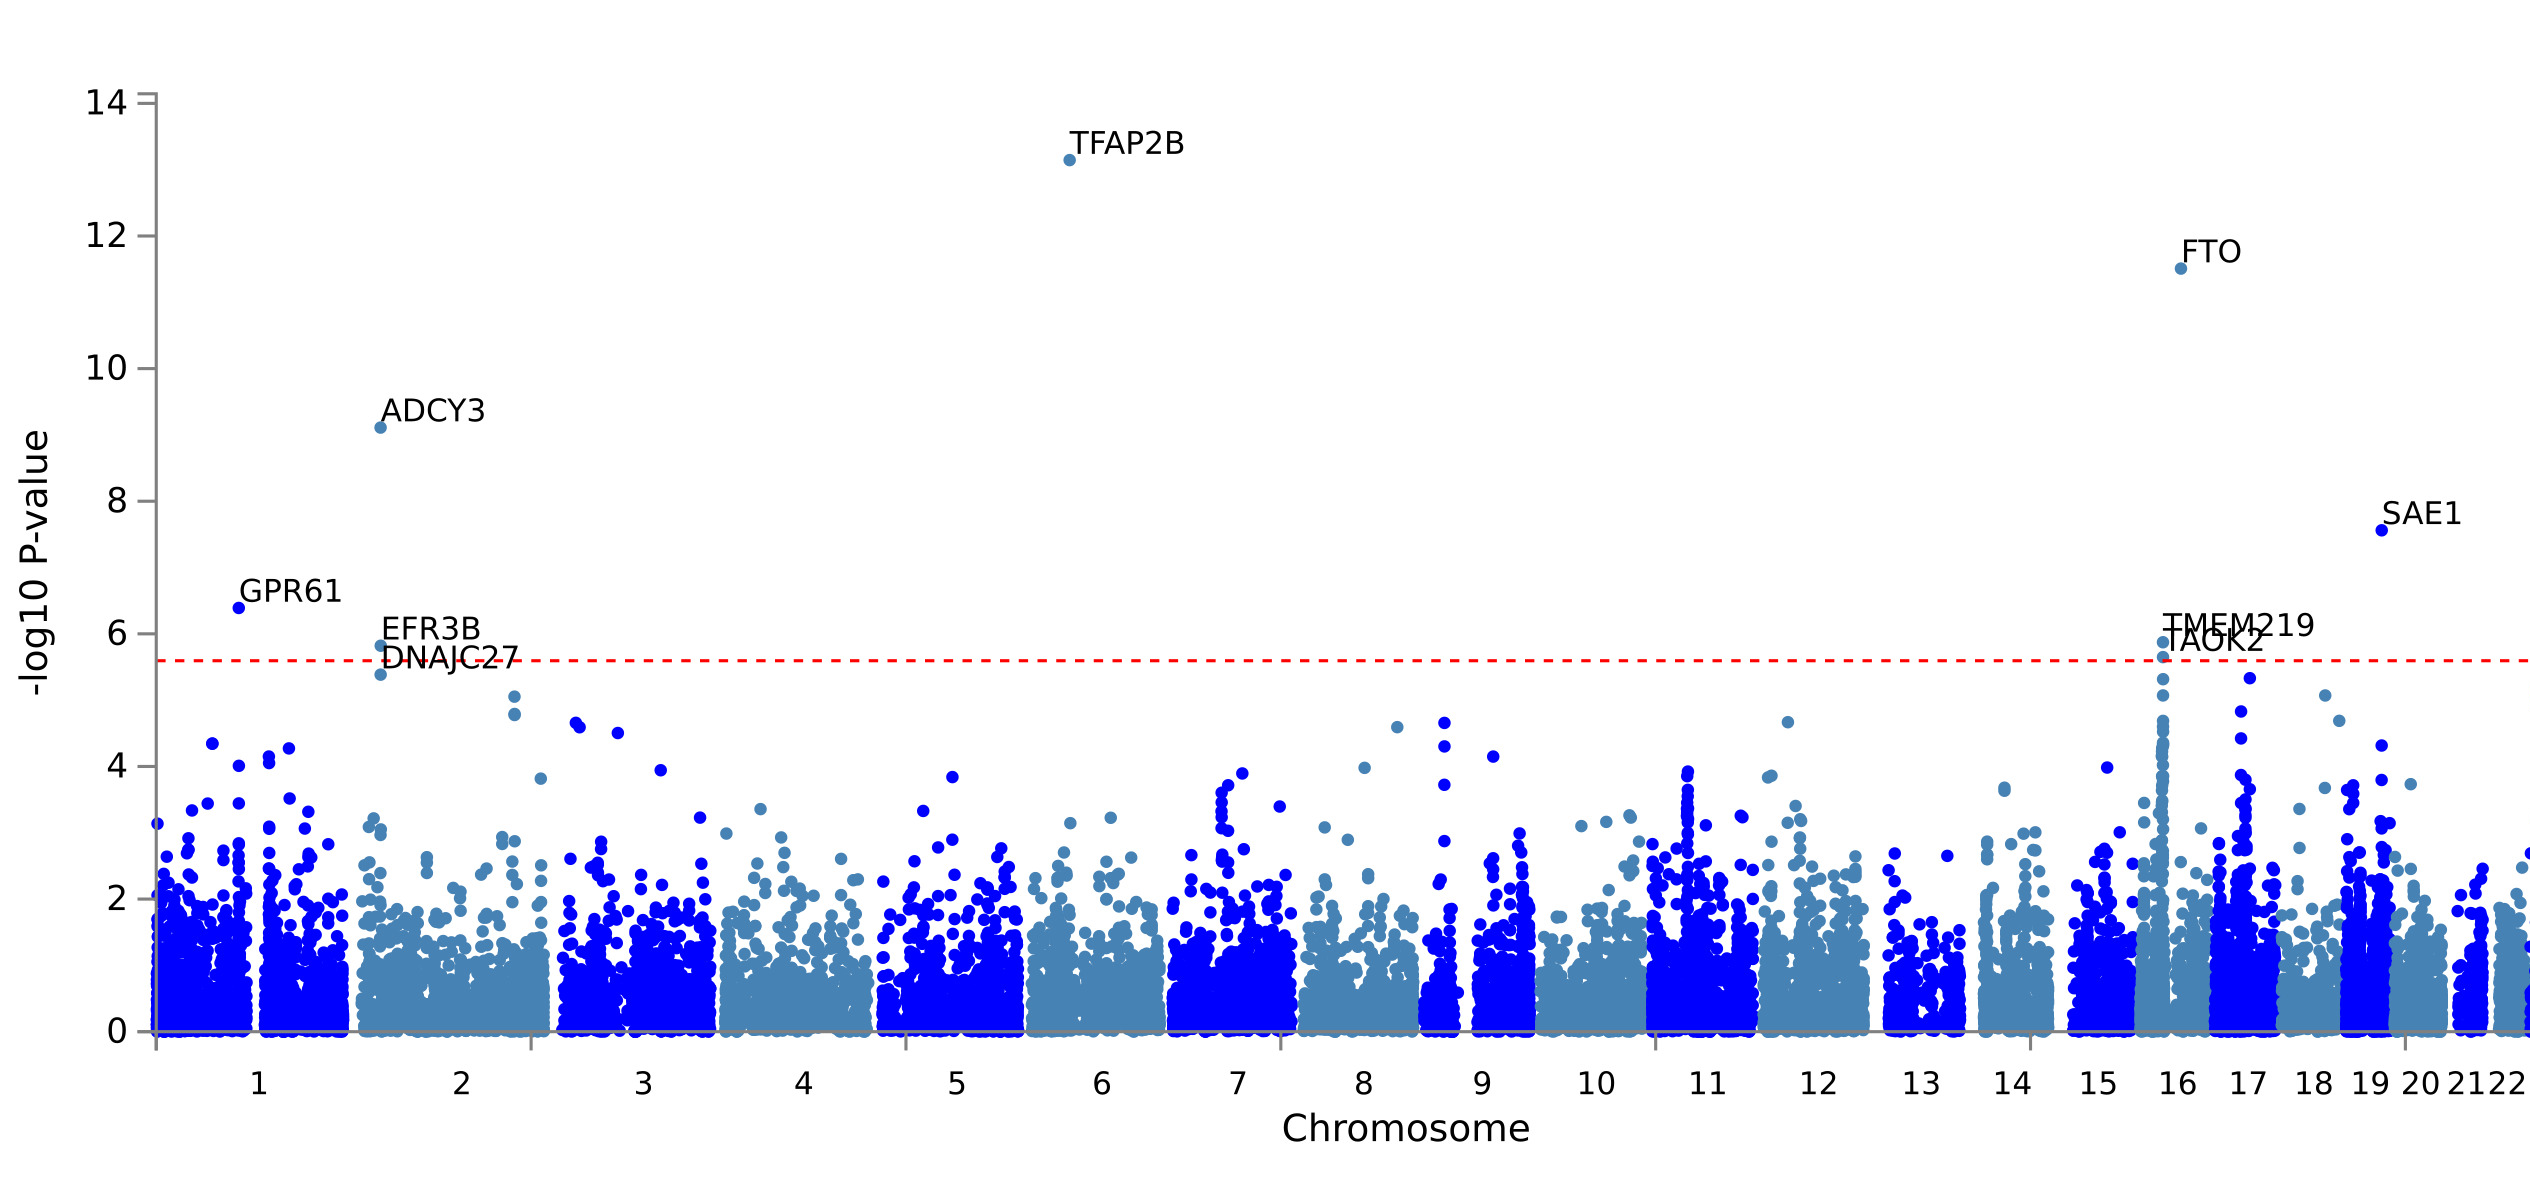 14
TFAP2B
12
FTO
10
ADCY3
8
SAE1
GPR61
6
EFR3B
TMEM219
TAOK2
DNAJC27
4
2
0
-log10 P-value
1 2 3 4 5 6 7 8 9 10 11 12 13 14 15 16 17 18 19 20 21 22
Chromosome